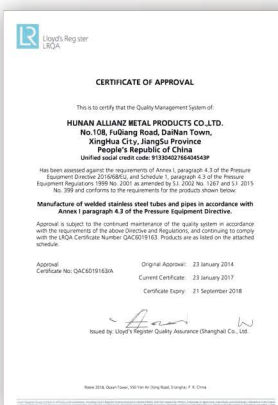 LR
Lloyd's Register
LRQA
CERTIFICATE OF APPROVAL
This is to certify that the Quality Management System of:
HUNAN ALLIANZ METAL PRODUCTS CO.,LTD.
No.108, FuQiang Road, DaiNan Town,
XingHua City, JiangSu Province
People's Republic of China
Unified social credit code: 91330402768404543P
Has been assessed against the requirements of Annex I, paragraph 4.3 of the Pressure
Equipment Directive 2016/68/EU, and Schedule 1, paragraph 4.3 of the Pressure
Equipment Regulations 1999 No. 2001 as amended by S.I. 2002 No. 1267 and S.I. 2015
No. 399 and conforms to the requirements for the products shown below:
Manufacture of welded stainless steel tubes and pipes in accordance with
Annex I paragraph 4.3 of the Pressure Equipment Directive.
Approval is subject to the continued maintenance of the quality system in accordance
with the requirements of the above Directive and Regulations, and continuing to comply
with the LRQA Certificate Number QAC6019163. Products are as listed on the attached
schedule.
Approval
Certificate No: QAC6019163/A
Original Approval: 23 January 2014
Current Certificate: 23 January 2017
Certificate Expiry: 21 September 2018
Issued by: Lloyd's Register Quality Assurance (Shanghai) Co., Ltd.